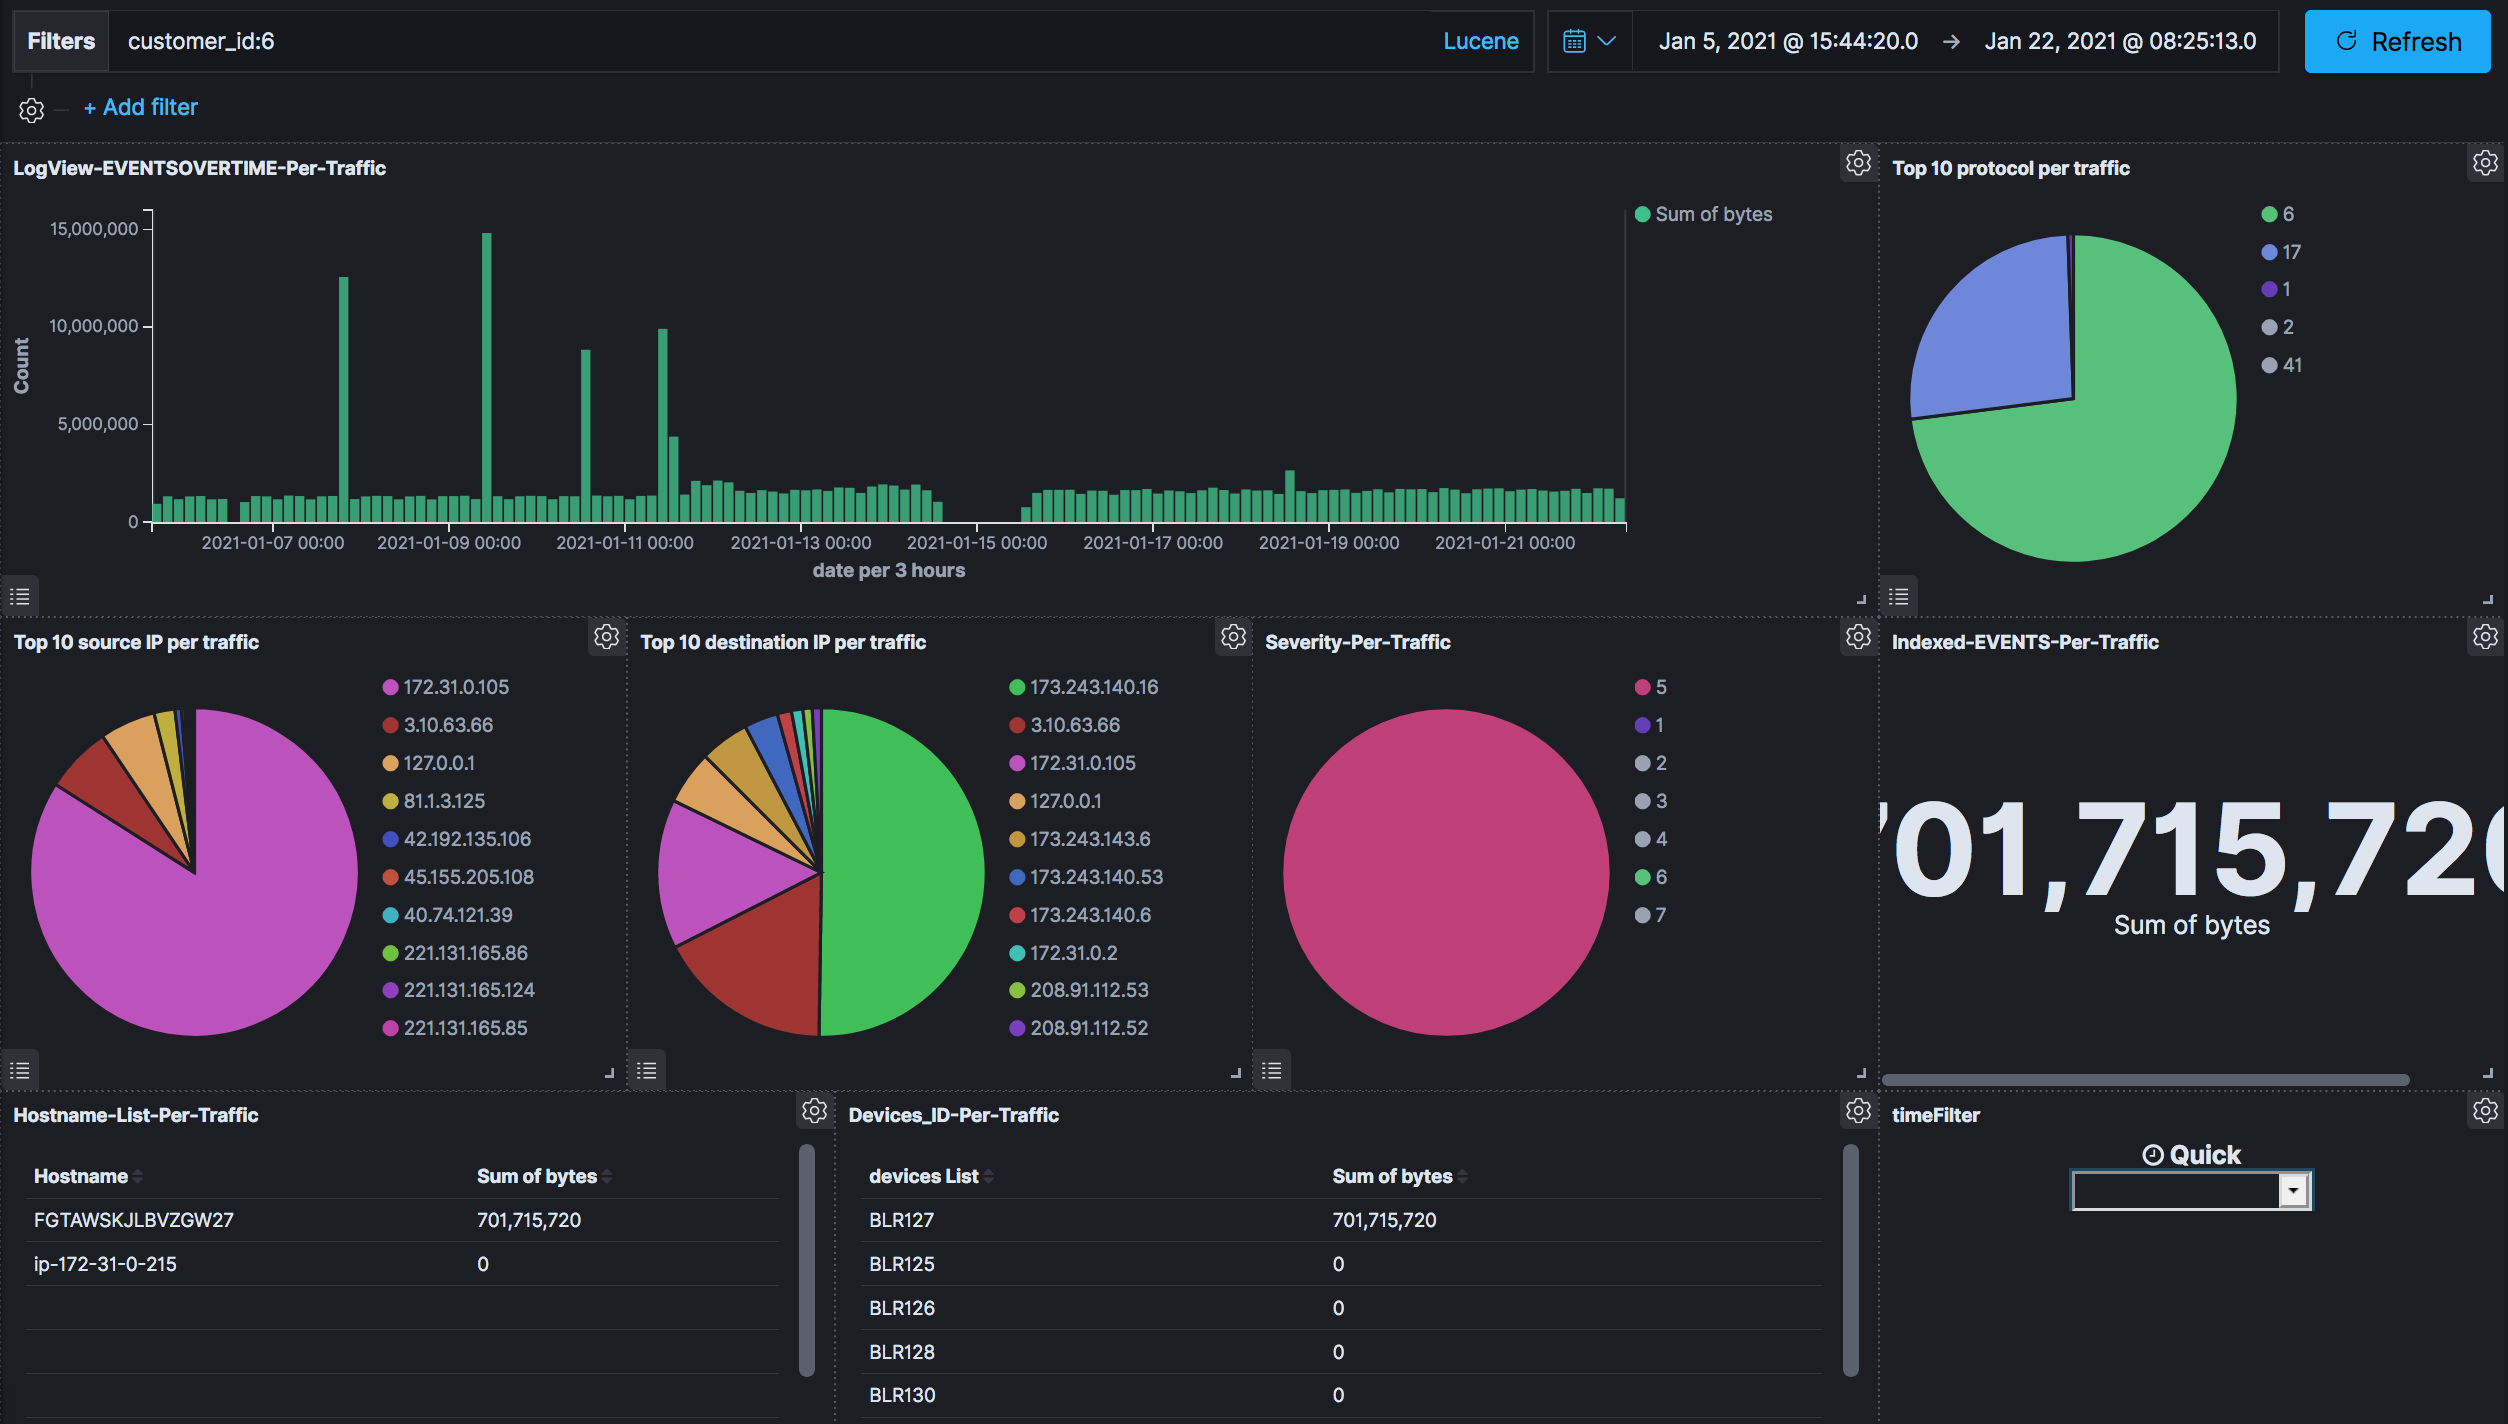 Filters customer_id:6 Lucene Jan 5, 2021 @ 15:44:20.0 → Jan 22, 2021 @ 08:25:13.0 Refresh
+ Add filter
LogView-EVENTSOVERTIME-Per-Traffic
15,000,000
10,000,000
5,000,000
0
Count
2021-01-07 00:00 2021-01-09 00:00 2021-01-11 00:00 2021-01-13 00:00 2021-01-15 00:00 2021-01-17 00:00 2021-01-19 00:00 2021-01-21 00:00
date per 3 hours
Sum of bytes
Top 10 protocol per traffic
6
17
1
2
41
Top 10 source IP per traffic
172.31.0.105
3.10.63.66
127.0.0.1
81.1.3.125
42.192.135.106
45.155.205.108
40.74.121.39
221.131.165.86
221.131.165.124
221.131.165.85
Top 10 destination IP per traffic
173.243.140.16
3.10.63.66
172.31.0.105
127.0.0.1
173.243.143.6
173.243.140.53
173.243.140.6
172.31.0.2
208.91.112.53
208.91.112.52
Severity-Per-Traffic
5
1
2
3
4
6
7
Indexed-EVENTS-Per-Traffic
701,715,720
Sum of bytes
Hostname-List-Per-Traffic
Hostname Sum of bytes
FGTAWSKJLBVZGW27 701,715,720
ip-172-31-0-215 0
Devices_ID-Per-Traffic
devices List Sum of bytes
BLR127 701,715,720
BLR125 0
BLR126 0
BLR128 0
BLR130 0
timeFilter
Quick